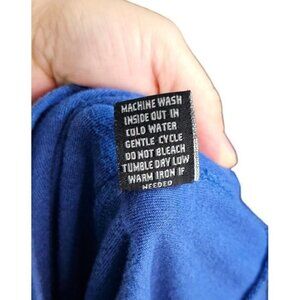 MACHINE WASH
INSIDE OUT IN
COLD WATER
GENTLE CYCLE
DO NOT BLEACH
TUMBLE DRY LOW
WARM IRON IF
NEEDED